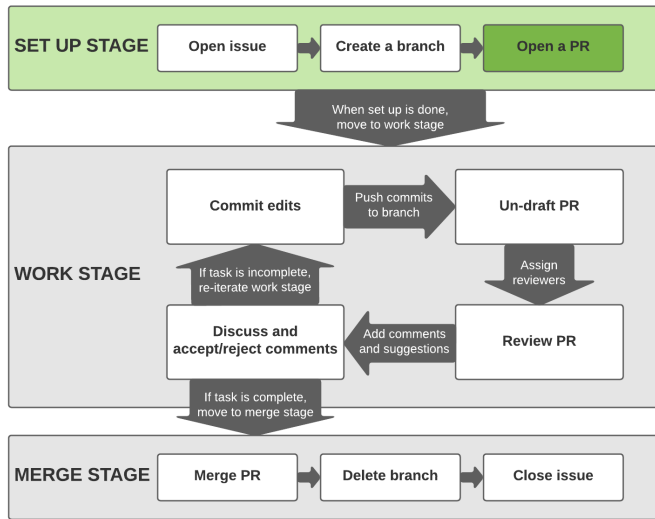 SET UP STAGE
Open issue
Create a branch
Open a PR
When set up is done,
move to work stage
WORK STAGE
Commit edits
Push commits
to branch
Un-draft PR
Assign
reviewers
Review PR
Add comments
and suggestions
Discuss and
accept/reject comments
If task is incomplete,
re-iterate work stage
If task is complete,
move to merge stage
MERGE STAGE
Merge PR
Delete branch
Close issue